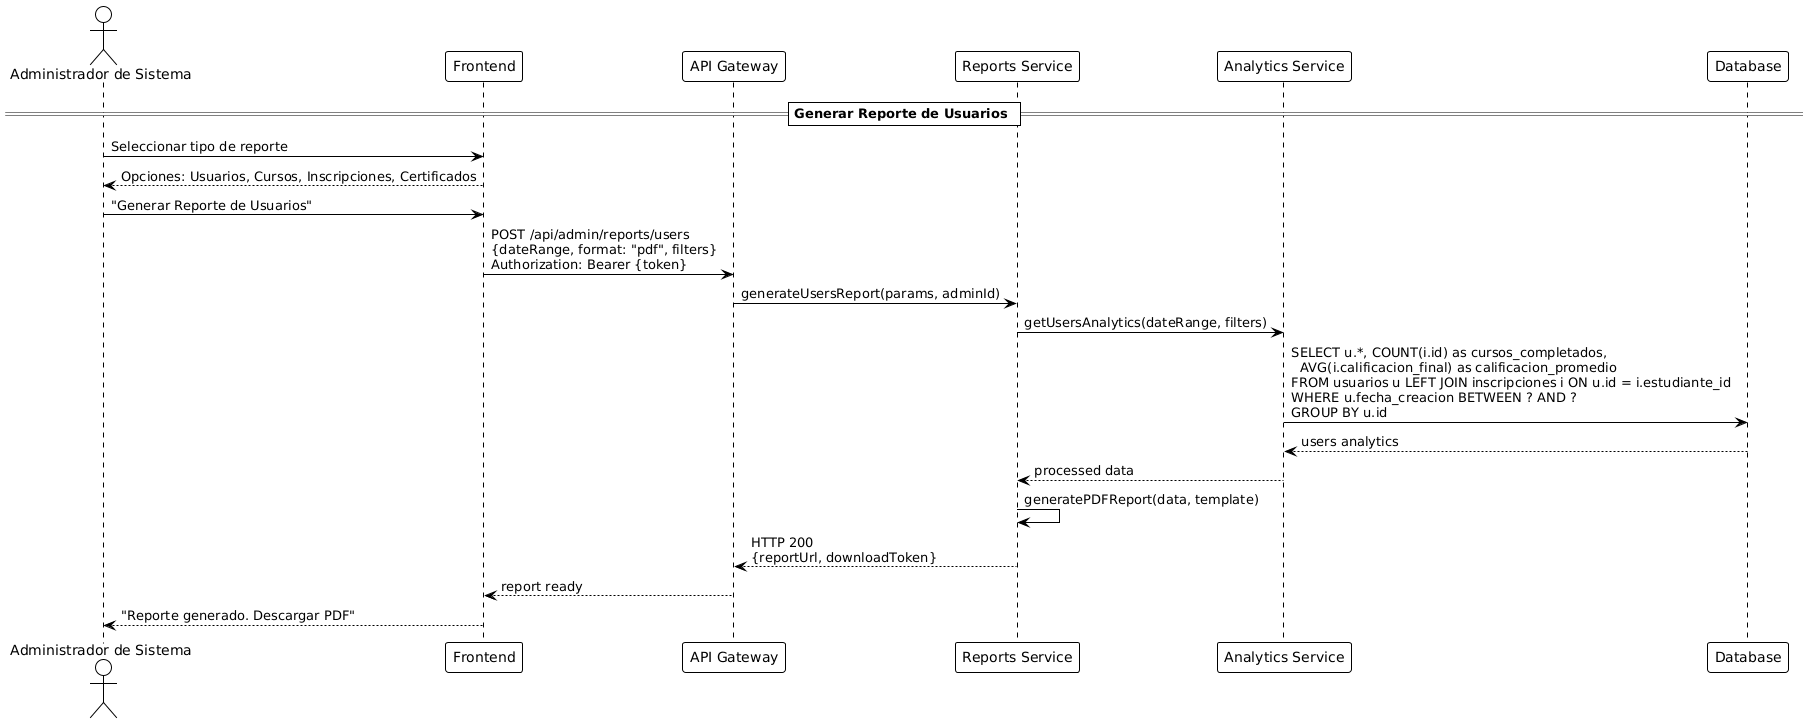 Administrador de Sistema
Frontend
API Gateway
Reports Service
Analytics Service
Database
Generar Reporte de Usuarios
Seleccionar tipo de reporte
Opciones: Usuarios, Cursos, Inscripciones, Certificados
"Generar Reporte de Usuarios"
POST /api/admin/reports/users
{dateRange, format: "pdf", filters}
Authorization: Bearer {token}
generateUsersReport(params, adminId)
getUsersAnalytics(dateRange, filters)
SELECT u.*, COUNT(i.id) as cursos_completados,
AVG(i.calificacion_final) as calificacion_promedio
FROM usuarios u LEFT JOIN inscripciones i ON u.id = i.estudiante_id
WHERE u.fecha_creacion BETWEEN ? AND ?
GROUP BY u.id
users analytics
processed data
generatePDFReport(data, template)
HTTP 200
{reportUrl, downloadToken}
report ready
"Reporte generado. Descargar PDF"
Administrador de Sistema
Frontend
API Gateway
Reports Service
Analytics Service
Database